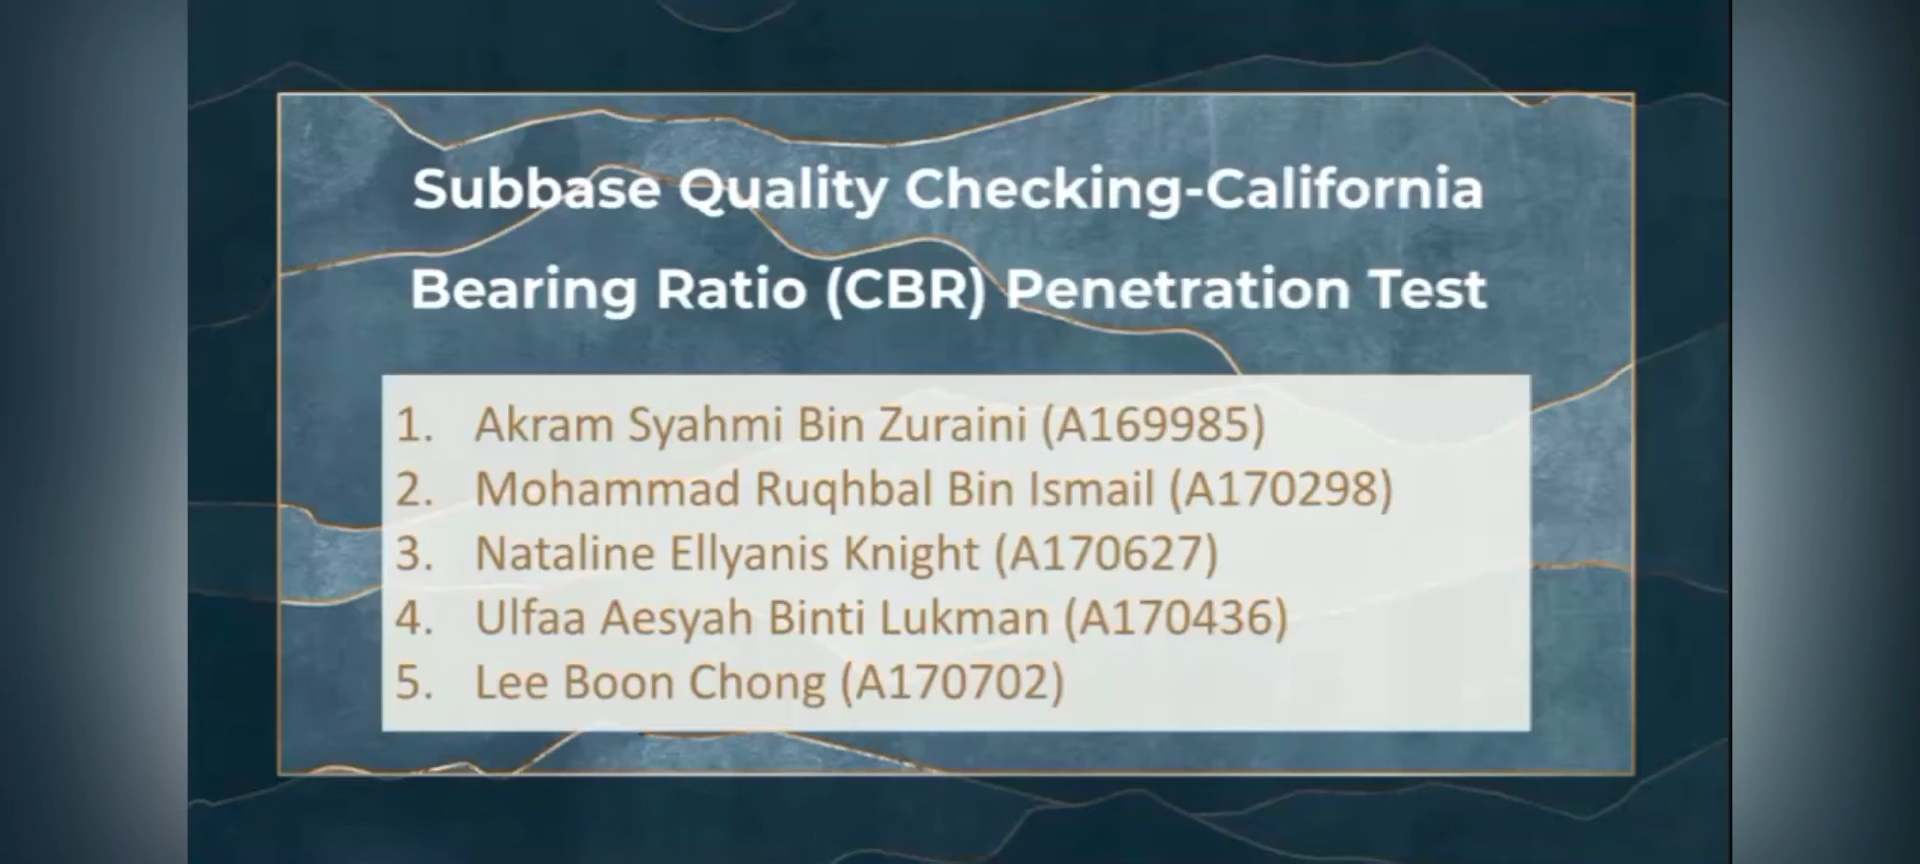 Subbase Quality Checking-California
Bearing Ratio (CBR) Penetration Test
1. Akram Syahmi Bin Zuraini (A169985)
2. Mohammad Ruqhbal Bin Ismail (A170298)
3. Nataline Ellyanis Knight (A170627)
4. Ulfaa Aesyah Binti Lukman (A170436)
5. Lee Boon Chong (A170702)